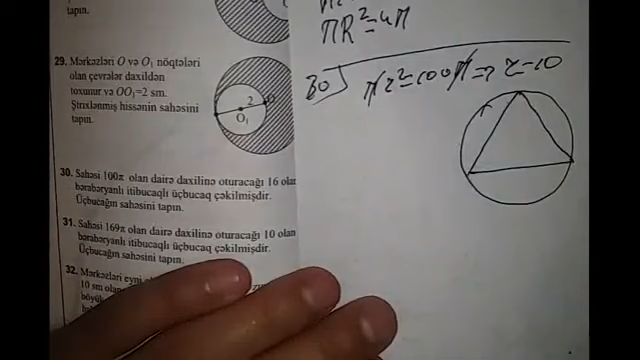 tapın.
29. Mərkəzləri O və O₁ nöqtələri
olan çevrələr daxildən
toxunur və OO₁=2 sm.
Ştrixlənmiş hissənin sahəsini
tapın.
2
O
O₁
30. Sahəsi 100π olan dairə daxilinə oturacağı 16 olan
bərabəryanlı itibucaqlı üçbucaq çəkilmişdir.
Üçbucağın sahəsini tapın.
31. Sahəsi 169π olan dairə daxilinə oturacağı 10 olan
bərabəryanlı itibucaqlı üçbucaq çəkilmişdir.
Üçbucağın sahəsini tapın.
32. Mərkəzləri eyni
10 sm olan
böyük
πR²=4π
30) πr²=100π=> r=10